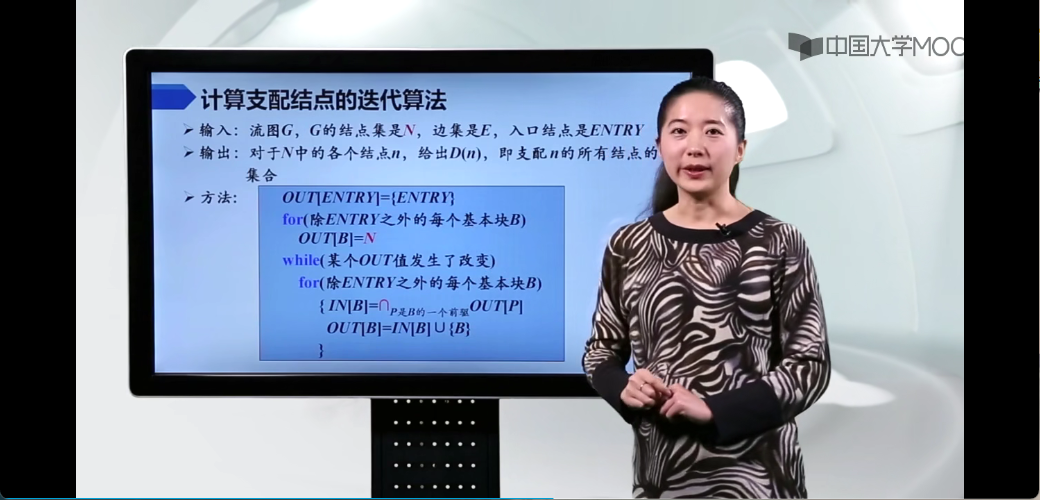 中国大学MOO
计算支配结点的迭代算法
➢ 输入：流图G，G的结点集是N，边集是E，入口结点是ENTRY
➢ 输出：对于N中的各个结点n，给出D(n)，即支配n的所有结点的
集合
➢ 方法：
OUT[ENTRY]={ENTRY}
for(除ENTRY之外的每个基本块B)
OUT[B]=N
while(某个OUT值发生了改变)
for(除ENTRY之外的每个基本块B)
{ IN[B]=∩P是B的一个前驱OUT[P]
OUT[B]=IN[B]∪{B}
}